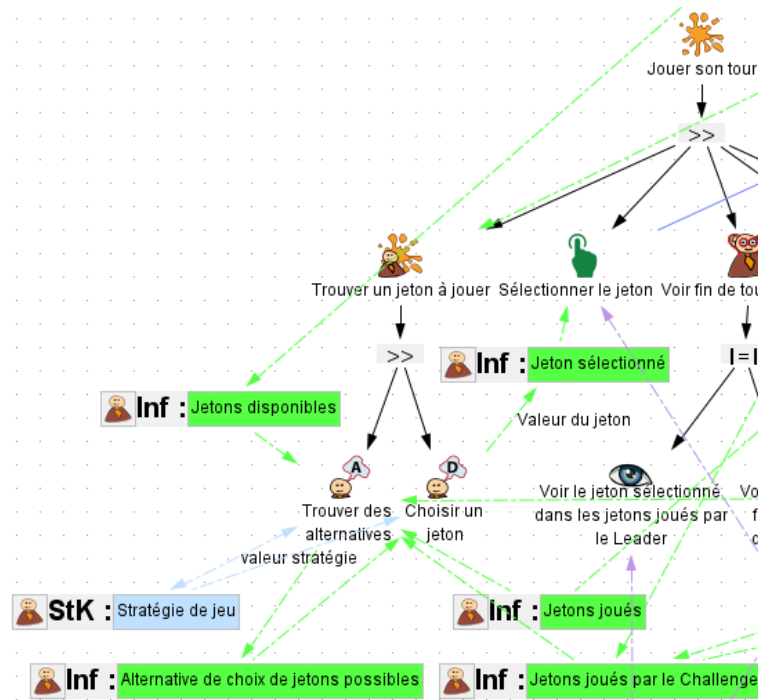 Jouer son tour
>>
Trouver un jeton à jouer
Sélectionner le jeton
Voir fin de tou
>>
Inf :
Jeton sélectionné
|=|
Inf :
Jetons disponibles
Valeur du jeton
A
D
Trouver des
alternatives
Choisir un
jeton
Voir le jeton sélectionné
dans les jetons joués par
le Leader
Vo
f
valeur stratégie
StK :
Stratégie de jeu
Inf :
Jetons joués
Inf :
Alternative de choix de jetons possibles
Inf :
Jetons joués par le Challenge